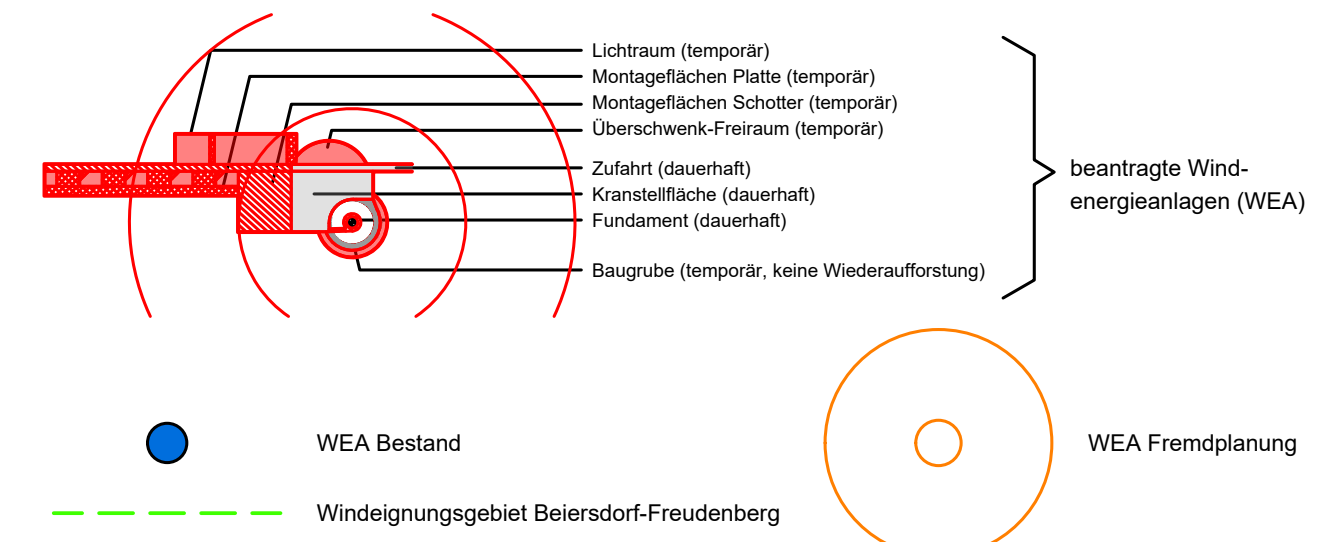 Lichtraum (temporär)
Montageflächen Platte (temporär)
Montageflächen Schotter (temporär)
Überschwenk-Freiraum (temporär)
Zufahrt (dauerhaft)
Kranstellfläche (dauerhaft)
Fundament (dauerhaft)
Baugrube (temporär, keine Wiederaufforstung)
beantragte Wind-
energieanlagen (WEA)
WEA Bestand
WEA Fremdplanung
Windeignungsgebiet Beiersdorf-Freudenberg